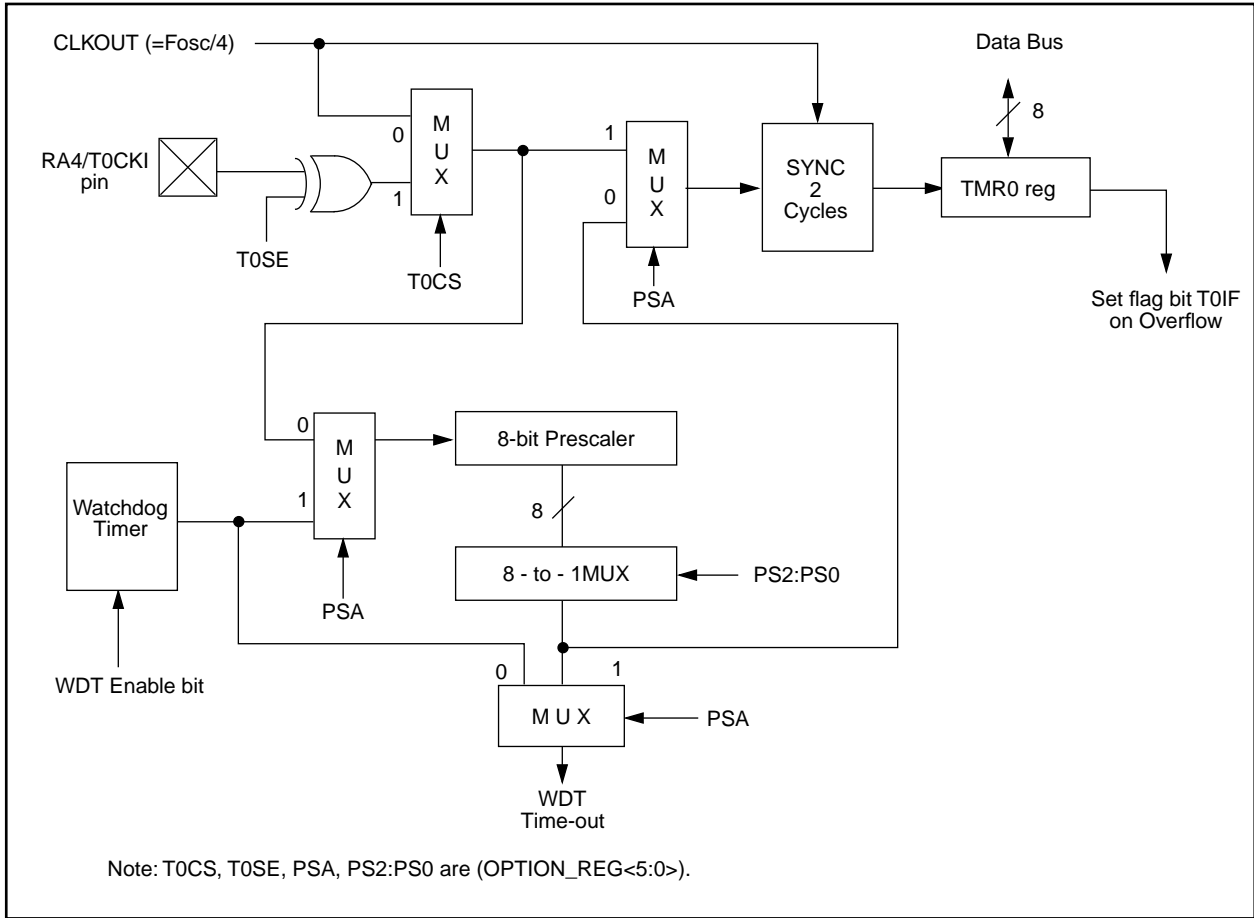 CLKOUT (=Fosc/4)
Data Bus
8
RA4/T0CKI
pin
T0SE
0
1
M
U
X
T0CS
1
0
M
U
X
PSA
SYNC
2
Cycles
TMR0 reg
Set flag bit T0IF
on Overflow
0
1
M
U
X
PSA
8-bit Prescaler
8
8 - to - 1MUX
PS2:PS0
Watchdog
Timer
WDT Enable bit
0
1
M U X
PSA
WDT
Time-out
Note: T0CS, T0SE, PSA, PS2:PS0 are (OPTION_REG<5:0>).